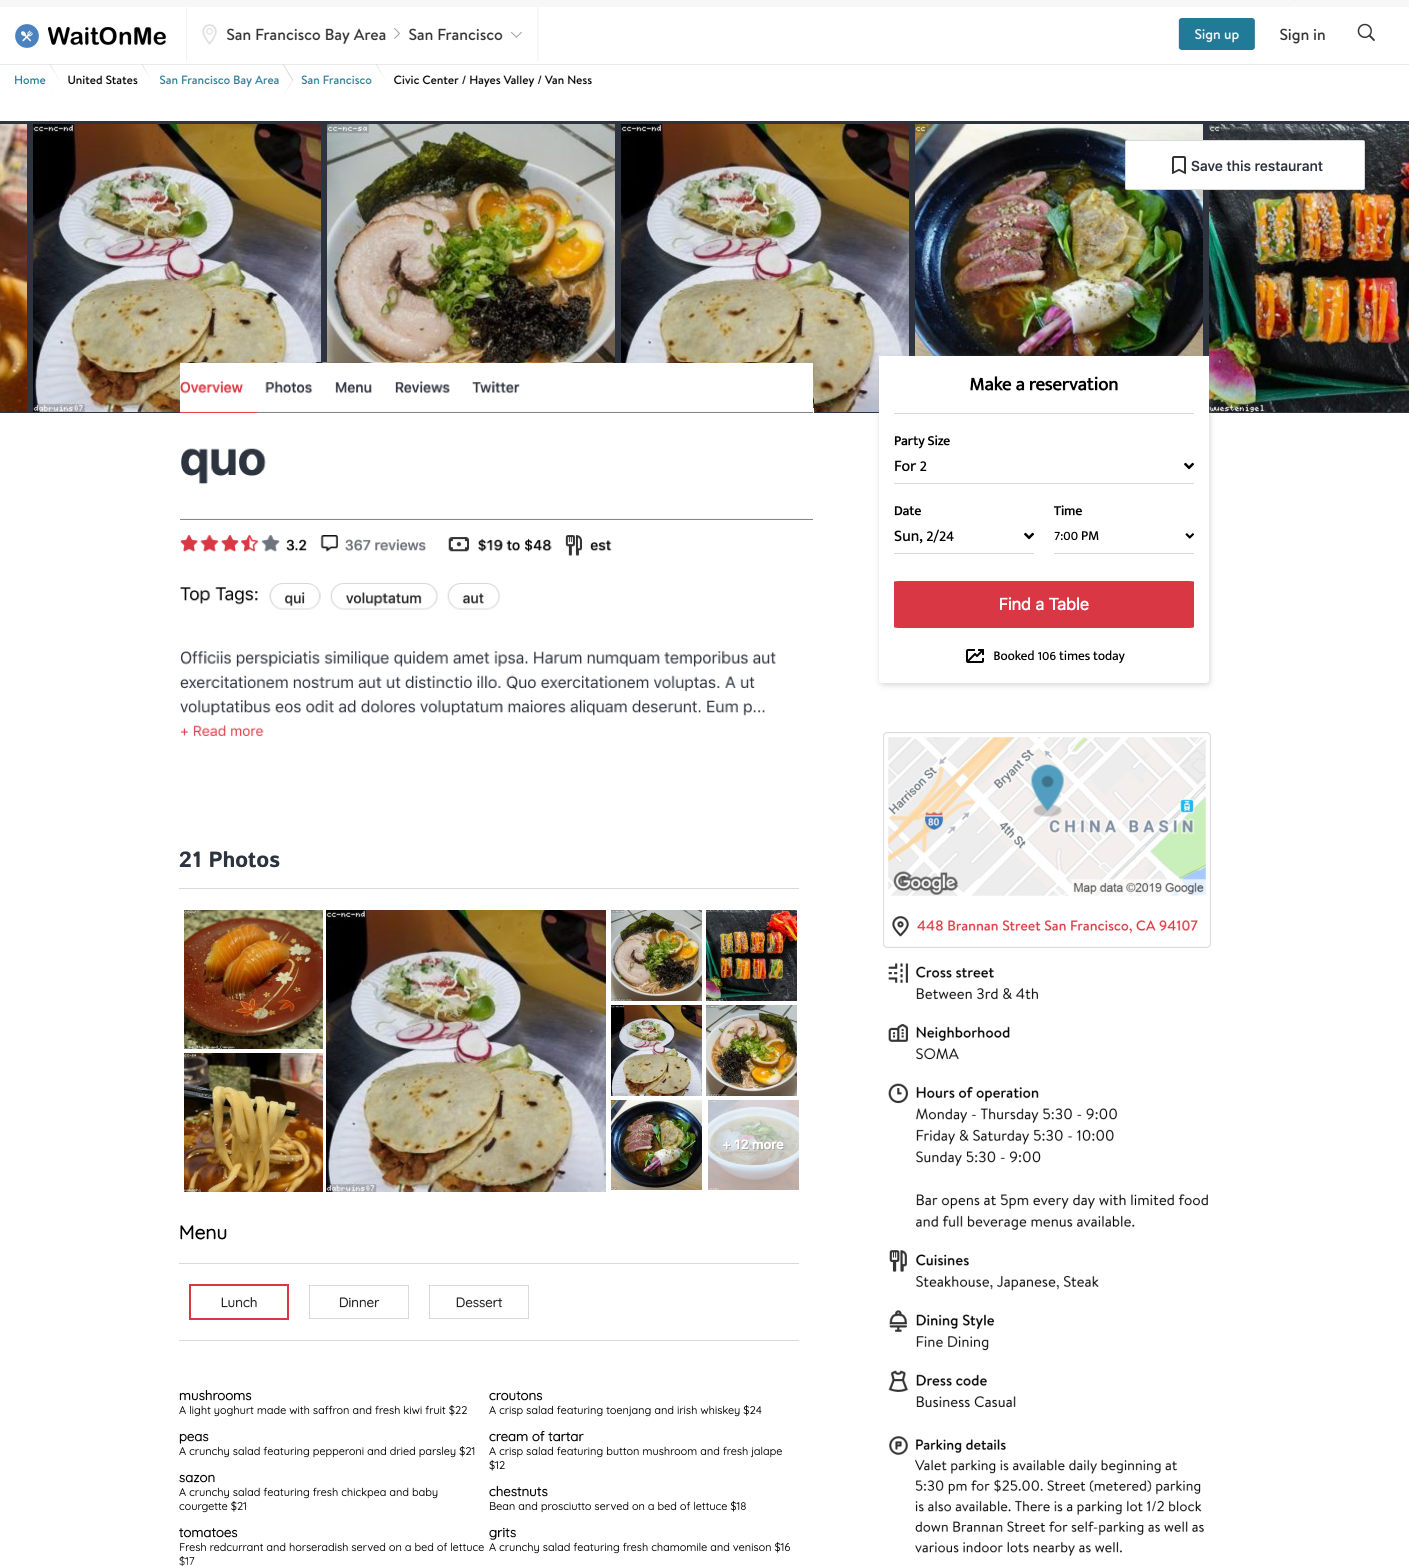 WaitOnMe
San Francisco Bay Area
San Francisco
Sign up
Sign in
Home
United States
San Francisco Bay Area
San Francisco
Civic Center / Hayes Valley / Van Ness
cc-nc-nd
cc-nc-sa
cc-nc-nd
cc
cc
Save this restaurant
dabruins07
westenigel
Overview
Photos
Menu
Reviews
Twitter
quo
3.2
367 reviews
$19 to $48
est
Top Tags:
qui
voluptatum
aut
Officiis perspiciatis similique quidem amet ipsa. Harum numquam temporibus aut
exercitationem nostrum aut ut distinctio illo. Quo exercitationem voluptas. A ut
voluptatibus eos odit ad dolores voluptatum maiores aliquam deserunt. Eum p...
+ Read more
Make a reservation
Party Size
For 2
Date
Time
Sun, 2/24
7:00 PM
Find a Table
Booked 106 times today
Harrison St
Bryant St
80
4th St
CHINA BASIN
Google
Map data ©2019 Google
448 Brannan Street San Francisco, CA 94107
21 Photos
cc-nc-nd
dabruins07
+ 12 more
Menu
Lunch
Dinner
Dessert
mushrooms
A light yoghurt made with saffron and fresh kiwi fruit $22
peas
A crunchy salad featuring pepperoni and dried parsley $21
sazon
A crunchy salad featuring fresh chickpea and baby
courgette $21
tomatoes
Fresh redcurrant and horseradish served on a bed of lettuce
$17
croutons
A crisp salad featuring toenjang and irish whiskey $24
cream of tartar
A crisp salad featuring button mushroom and fresh jalape
$12
chestnuts
Bean and prosciutto served on a bed of lettuce $18
grits
A crunchy salad featuring fresh chamomile and venison $16
Cross street
Between 3rd & 4th
Neighborhood
SOMA
Hours of operation
Monday - Thursday 5:30 - 9:00
Friday & Saturday 5:30 - 10:00
Sunday 5:30 - 9:00
Bar opens at 5pm every day with limited food
and full beverage menus available.
Cuisines
Steakhouse, Japanese, Steak
Dining Style
Fine Dining
Dress code
Business Casual
Parking details
Valet parking is available daily beginning at
5:30 pm for $25.00. Street (metered) parking
is also available. There is a parking lot 1/2 block
down Brannan Street for self-parking as well as
various indoor lots nearby as well.